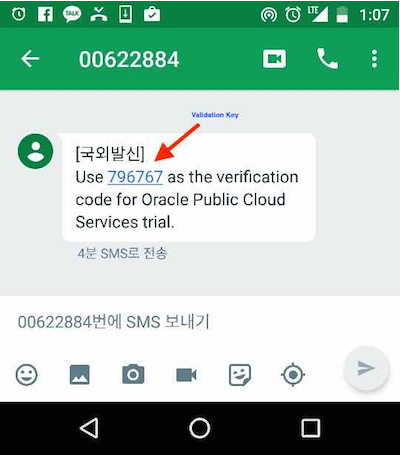 TALK
LTE
1:07
00622884
Validation Key
[국외발신]
Use 796767 as the verification
code for Oracle Public Cloud
Services trial.
4분 SMS로 전송
00622884번에 SMS 보내기